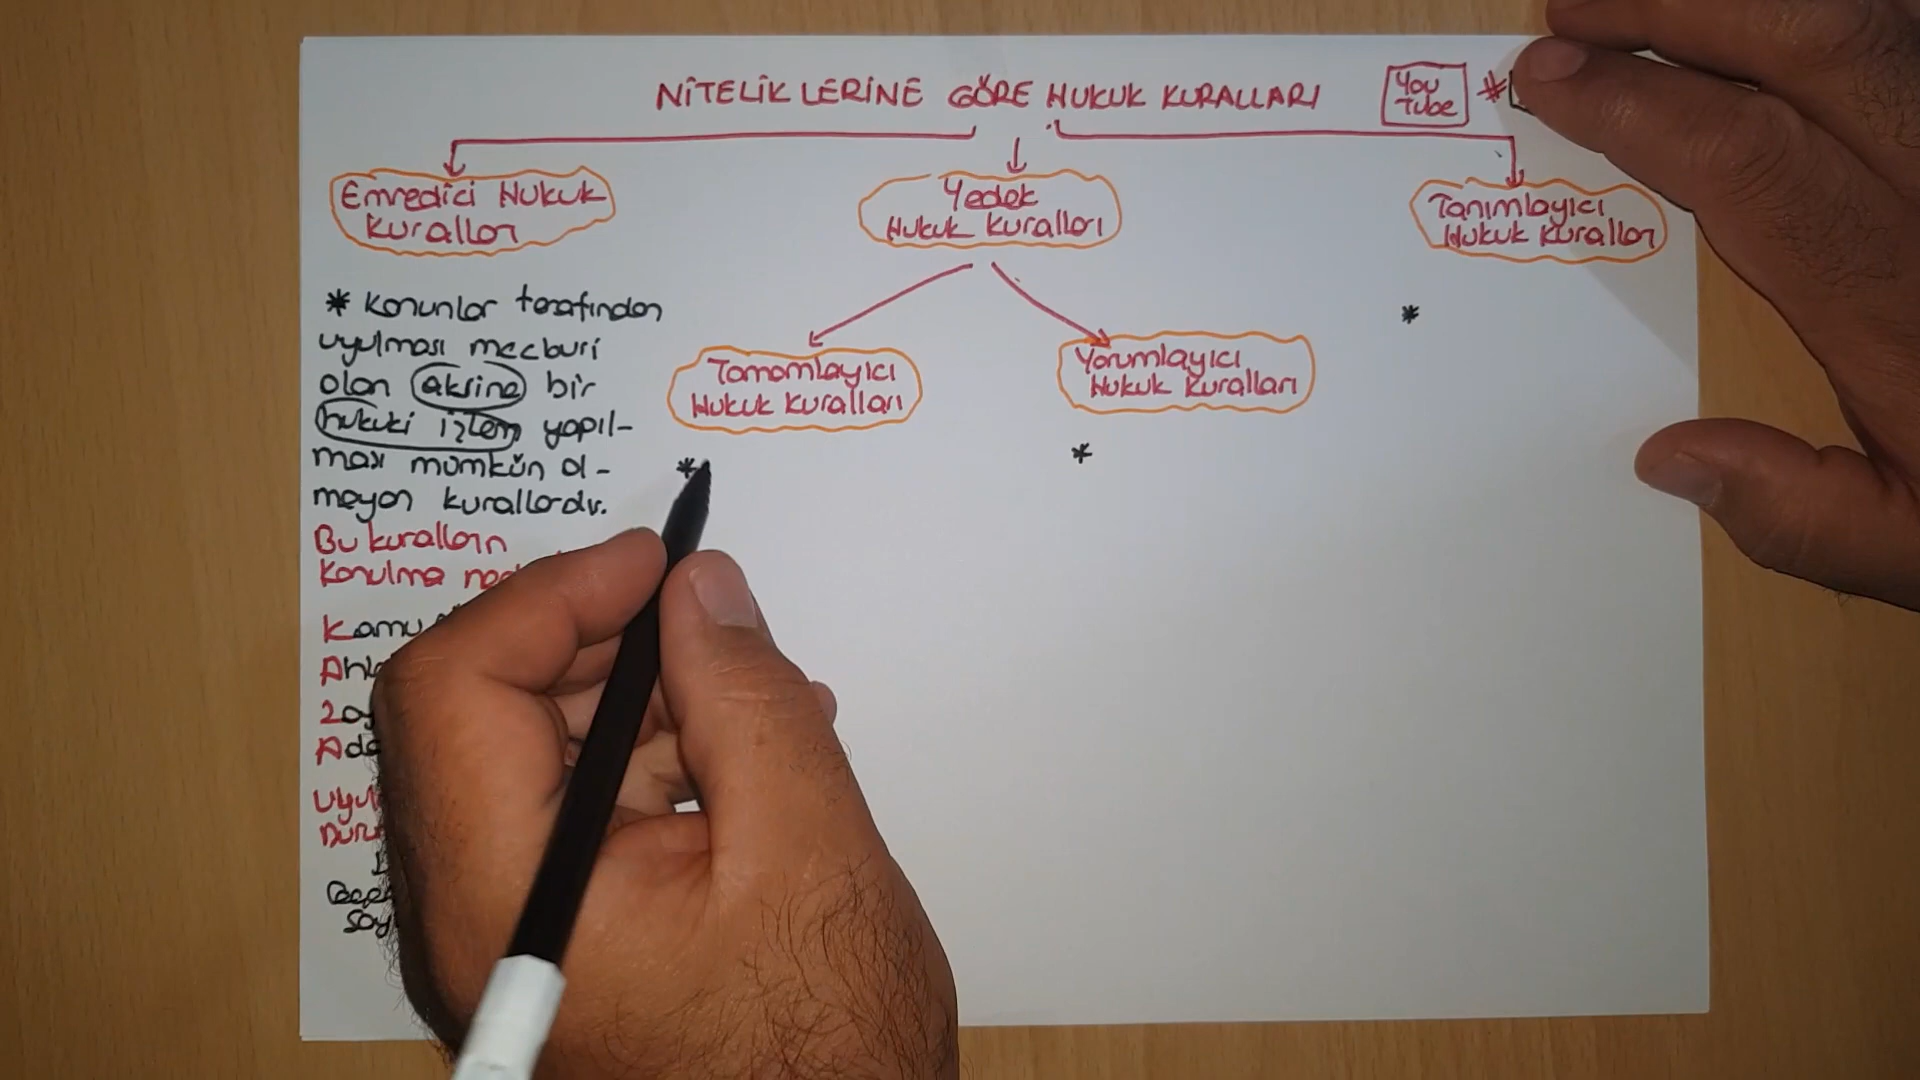 NİTELİKLERİNE GÖRE HUKUK KURALLARI
You
Tube
Emredici Hukuk
Kuralları
* Kanunlar tarafından
uyulması mecburi
olan aksine bir
hukuki işlem yapıl-
ması mümkün ol-
mayan kurallardır.
Bu kuralların
Konulma
Kamu
Yedek
Hukuk Kuralları
Tamamlayıcı
Hukuk Kuralları
*
Yorumlayıcı
Hukuk Kuralları
*
Tanımlayıcı
Hukuk Kuralları
*